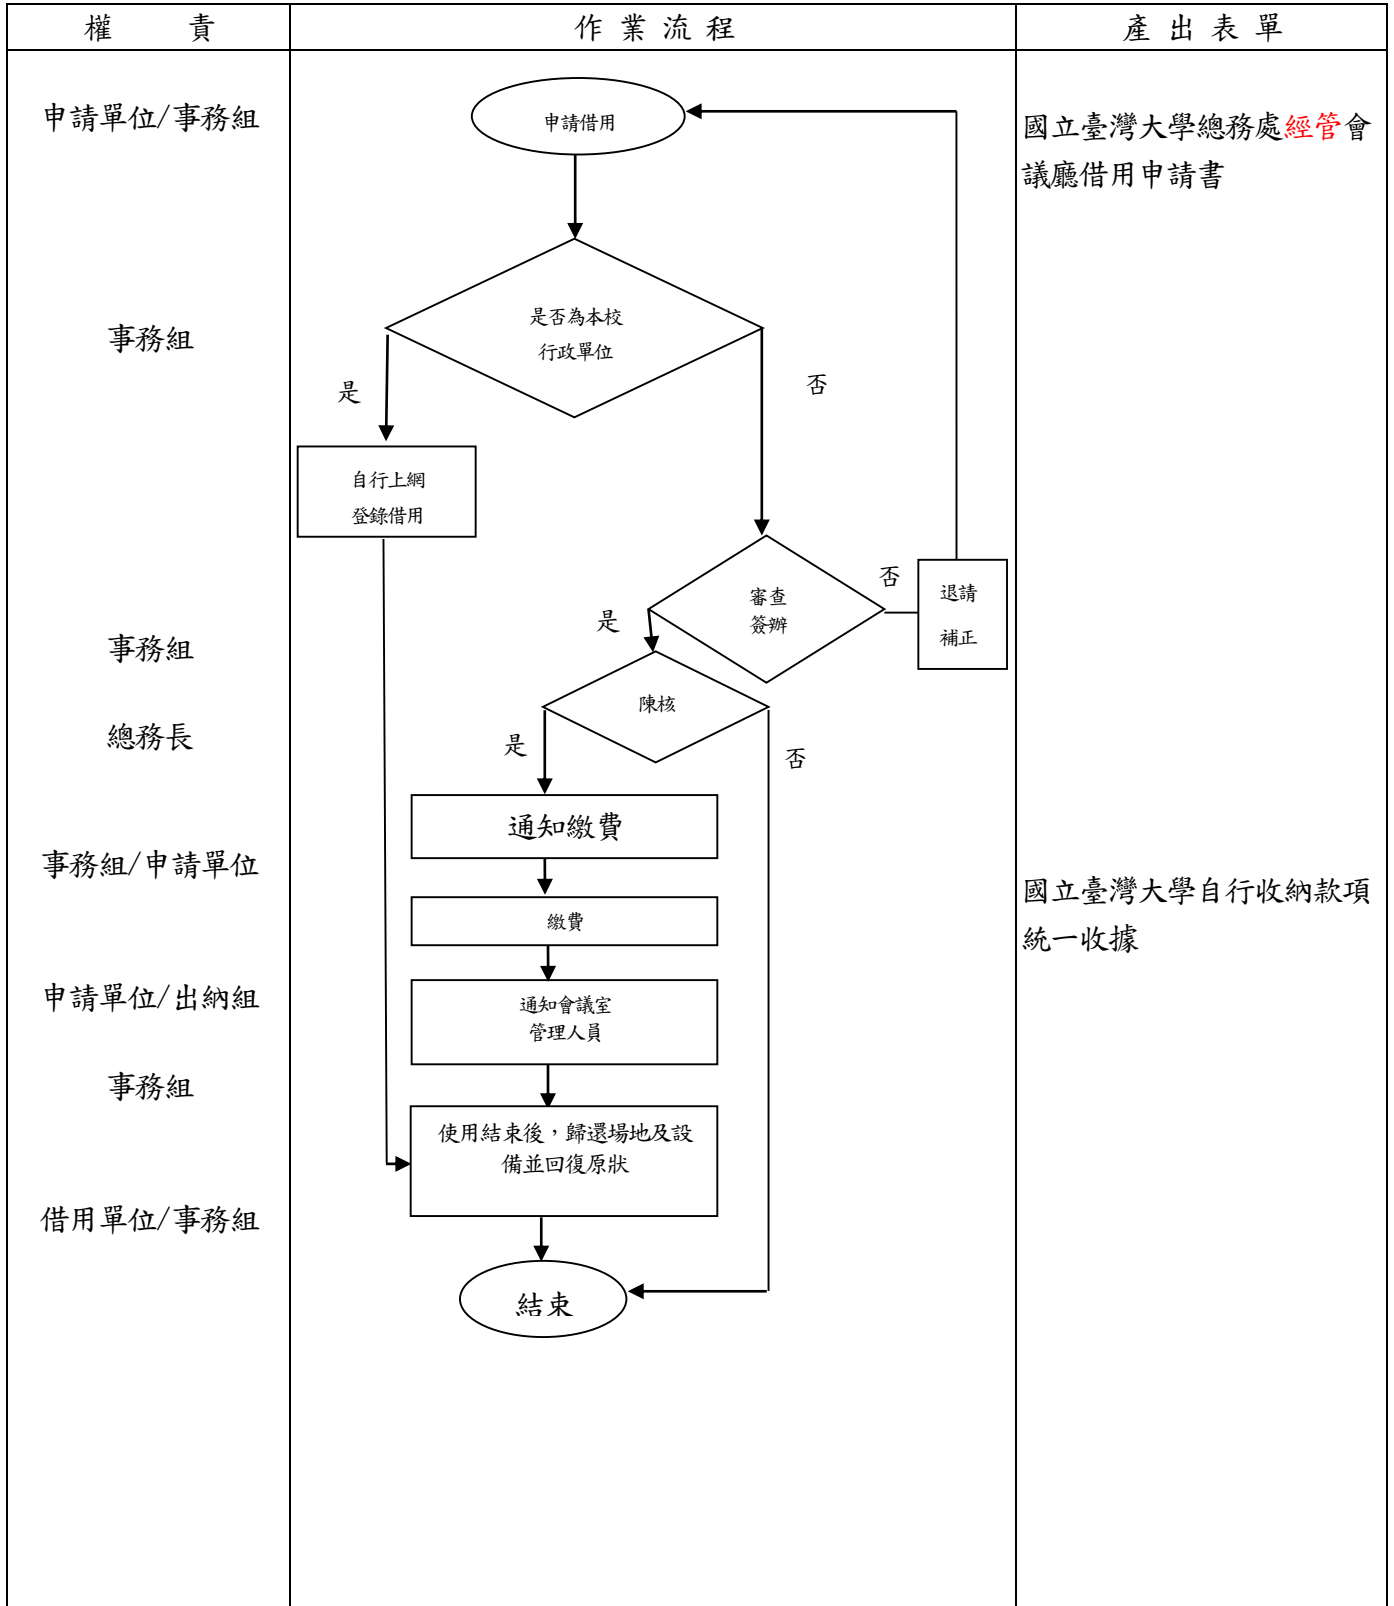 權 責
作業流程
產出表單
申請單位/事務組
申請借用
國立臺灣大學總務處經管會
議廳借用申請書
事務組
是否為本校
行政單位
是
否
自行上網
登錄借用
事務組
審查
簽辦
是
否
退請
補正
總務長
陳核
是
否
通知繳費
事務組/申請單位
繳費
國立臺灣大學自行收納款項
統一收據
申請單位/出納組
通知會議室
管理人員
事務組
使用結束後，歸還場地及設
備並回復原狀
借用單位/事務組
結束